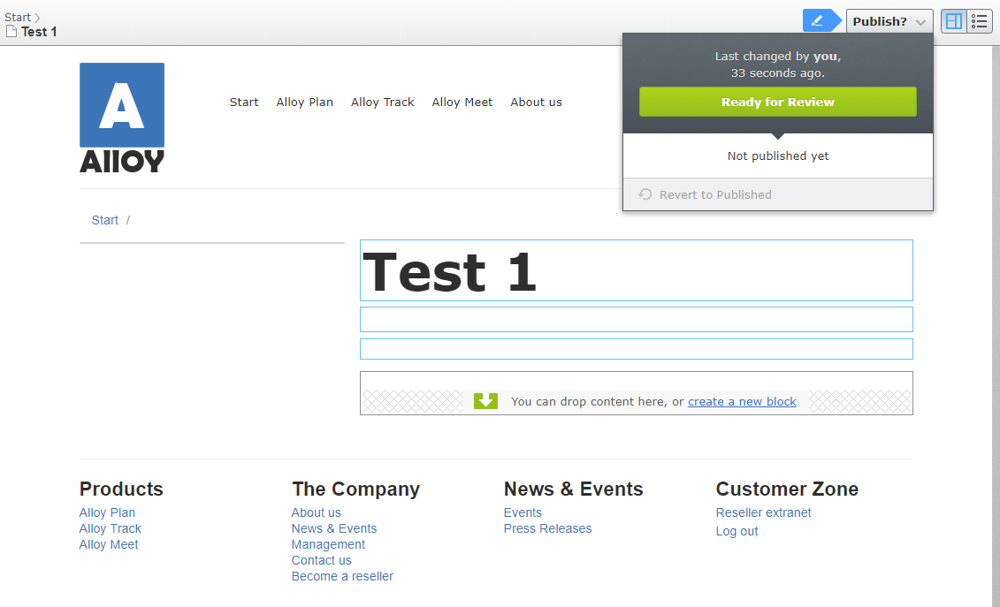 Start
Test 1
Publish?
Last changed by you,
33 seconds ago.
Ready for Review
Not published yet
Revert to Published
A
AllOY
Start Alloy Plan Alloy Track Alloy Meet About us
Start /
Test 1
You can drop content here, or create a new block
Products
Alloy Plan
Alloy Track
Alloy Meet
The Company
About us
News & Events
Management
Contact us
Become a reseller
News & Events
Events
Press Releases
Customer Zone
Reseller extranet
Log out